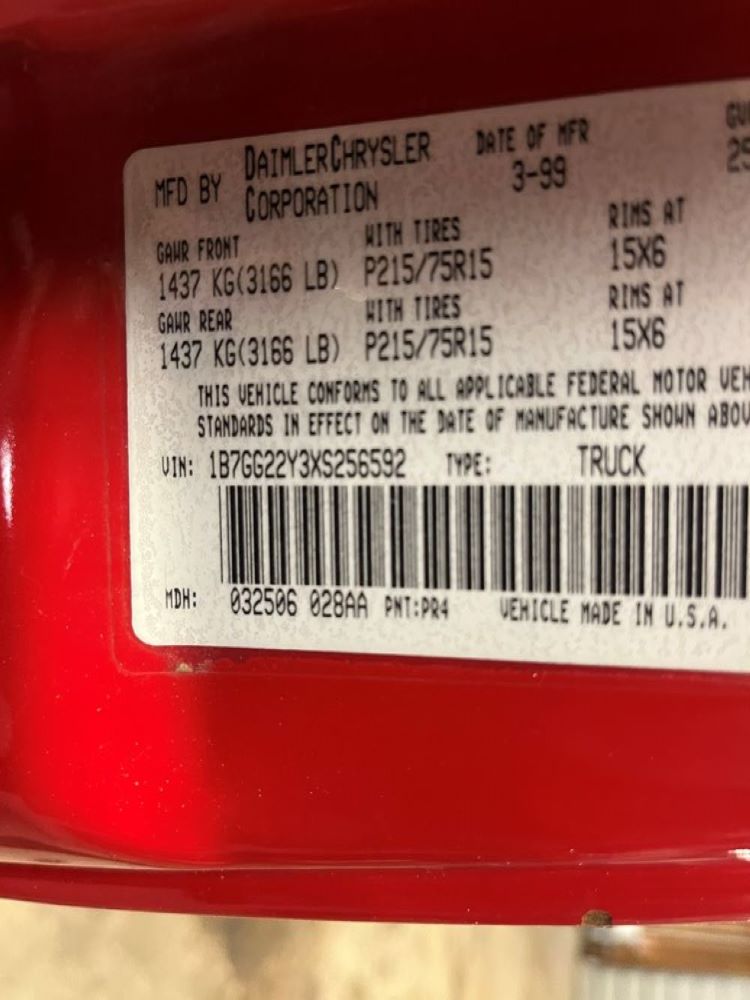 MFD BY DAIMLERCHRYSLER CORPORATION DATE OF MFR 3-99
GAWR FRONT WITH TIRES RIMS AT
1437 KG(3166 LB) P215/75R15 15X6
GAWR REAR WITH TIRES RIMS AT
1437 KG(3166 LB) P215/75R15 15X6
THIS VEHICLE CONFORMS TO ALL APPLICABLE FEDERAL MOTOR VEH
STANDARDS IN EFFECT ON THE DATE OF MANUFACTURE SHOWN ABOV
VIN: 1B7GG22Y3XS256592 TYPE: TRUCK
MDH: 032506 028AA PNT:PR4 VEHICLE MADE IN U.S.A.